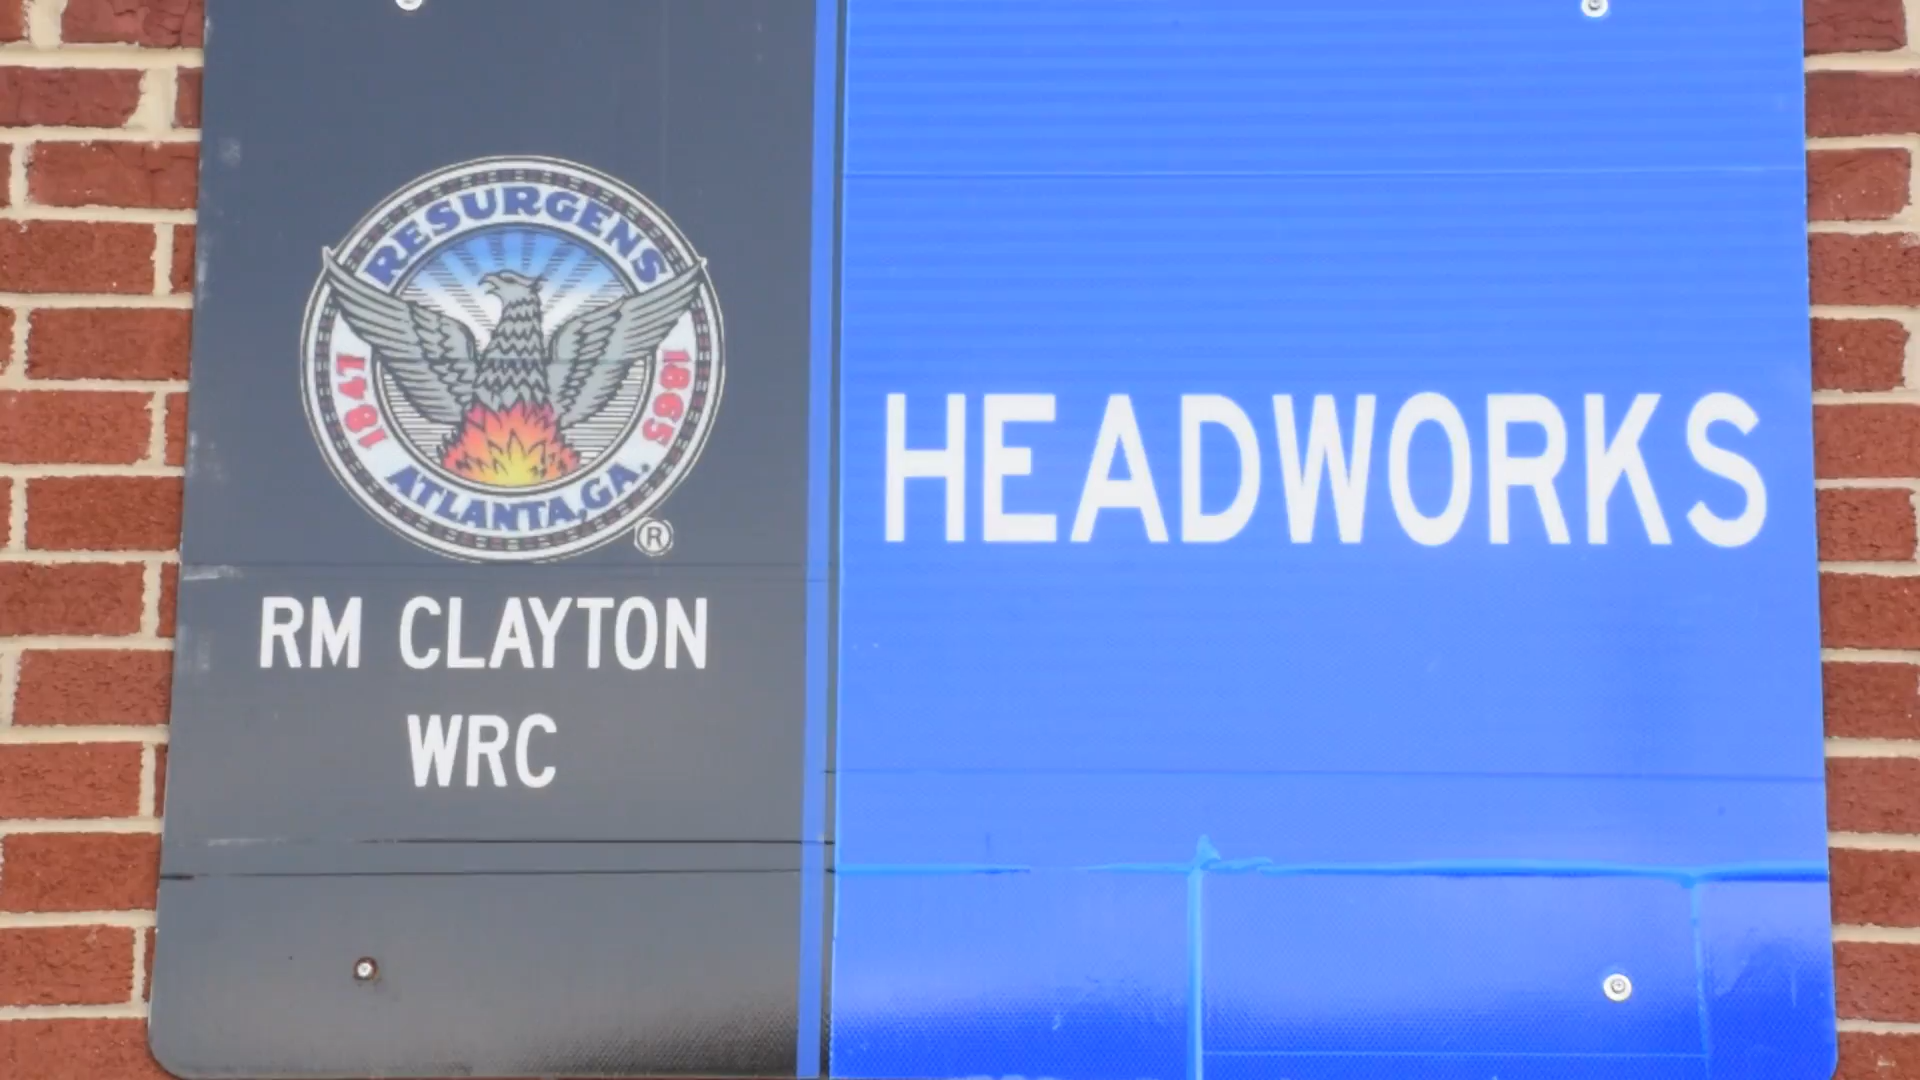 RESURGENS
1847
1865
ATLANTA, GA.
®
RM CLAYTON
WRC
HEADWORKS